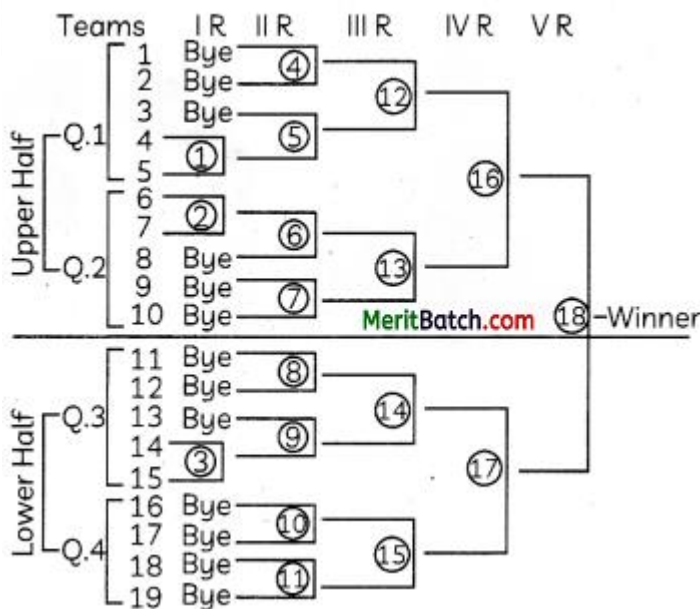 Teams I R II R III R IV R V R
1 Bye
④
2 Bye
⑫
3 Bye
⑤
Q.1 4
①
5
⑯
Upper Half
6
②
7
⑥
Q.2 8 Bye
⑬
9 Bye
⑦
10 Bye
MeritBatch.com ⑱ -Winner
11 Bye
⑧
12 Bye
⑭
Q.3 13 Bye
⑨
14
③
15
⑰
Lower Half
16 Bye
⑩
17 Bye
⑮
Q.4 18 Bye
⑪
19 Bye